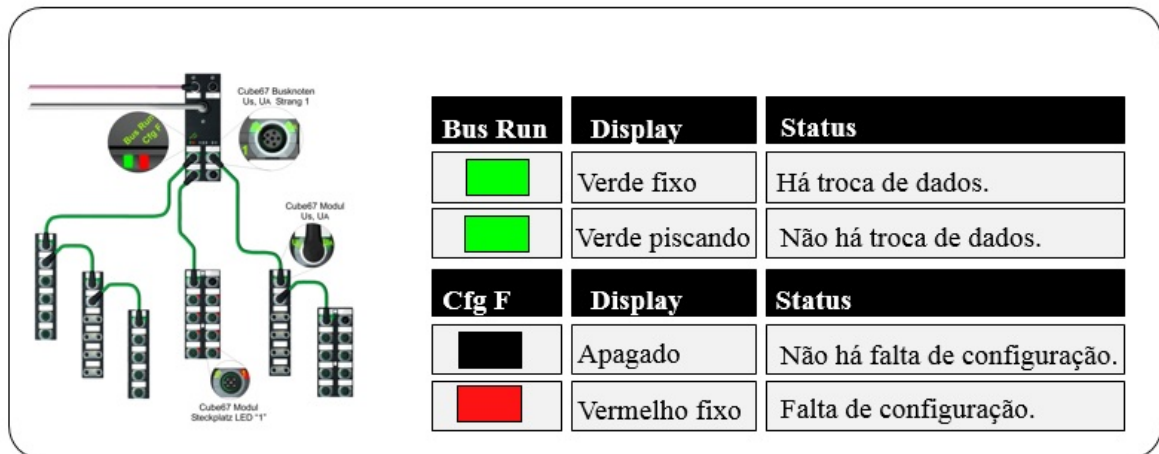 Cube67 Busknoten
Us, UA Strang 1
Bus Run
Cfg F
1
Cube67 Modul
Us, UA
Cube67 Modul
Steckplatz LED "1"
Bus Run Display Status
Verde fixo Há troca de dados.
Verde piscando Não há troca de dados.
Cfg F Display Status
Apagado Não há falta de configuração.
Vermelho fixo Falta de configuração.